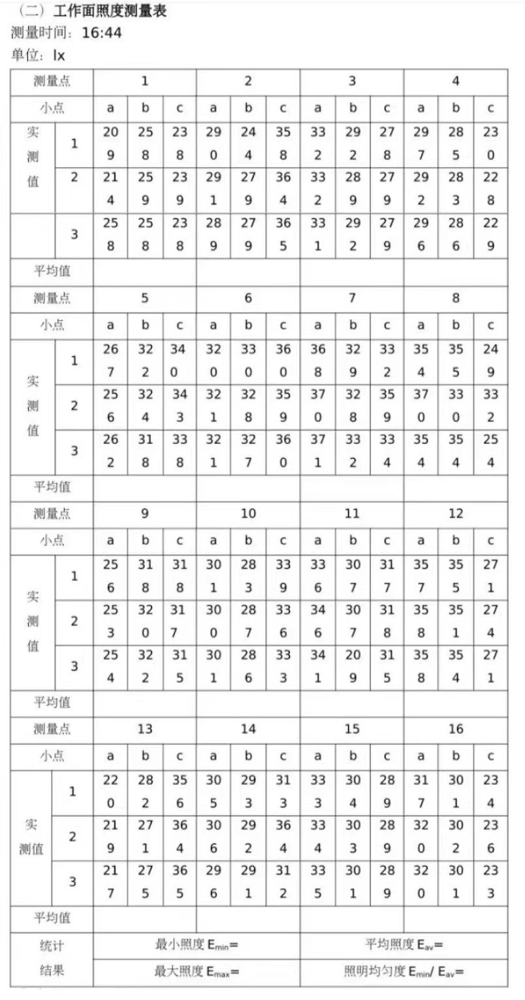 （二）工作面照度测量表
测量时间：16:44
单位：lx
测量点 1 2 3 4
小点 a b c a b c a b c a b c
实测值 1 209 258 238 290 244 358 332 292 278 297 285 230
2 214 259 239 291 279 364 332 289 279 292 283 228
3 258 258 238 289 279 365 331 292 279 296 286 229
平均值
测量点 5 6 7 8
小点 a b c a b c a b c a b c
实测值 1 267 322 340 320 330 360 368 329 332 354 355 249
2 256 324 343 321 328 359 370 328 359 370 330 332
3 262 318 338 321 327 360 371 332 334 354 354 254
平均值
测量点 9 10 11 12
小点 a b c a b c a b c a b c
实测值 1 256 318 318 301 283 339 336 307 317 357 355 271
2 253 320 317 300 287 336 346 307 318 358 351 274
3 254 322 315 301 286 333 341 209 315 358 354 271
平均值
测量点 13 14 15 16
小点 a b c a b c a b c a b c
实测值 1 220 282 356 305 293 313 333 304 289 317 301 234
2 219 271 364 306 292 364 334 303 289 320 302 236
3 217 275 365 296 291 312 335 301 289 320 301 233
平均值
统计结果 最小照度 Emin= 平均照度 Eav=
最大照度 Emax= 照明均匀度 Emin/ Eav=